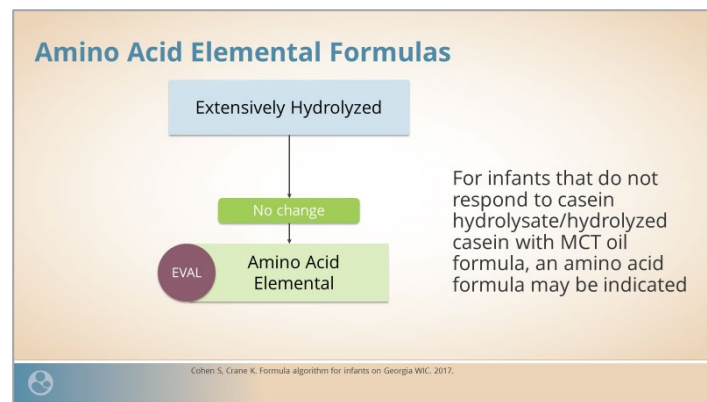 Amino Acid Elemental Formulas
Extensively Hydrolyzed
No change
EVAL
Amino Acid
Elemental
For infants that do not
respond to casein
hydrolysate/hydrolyzed
casein with MCT oil
formula, an amino acid
formula may be indicated
Cohen S, Crane K. Formula algorithm for infants on Georgia WIC. 2017.